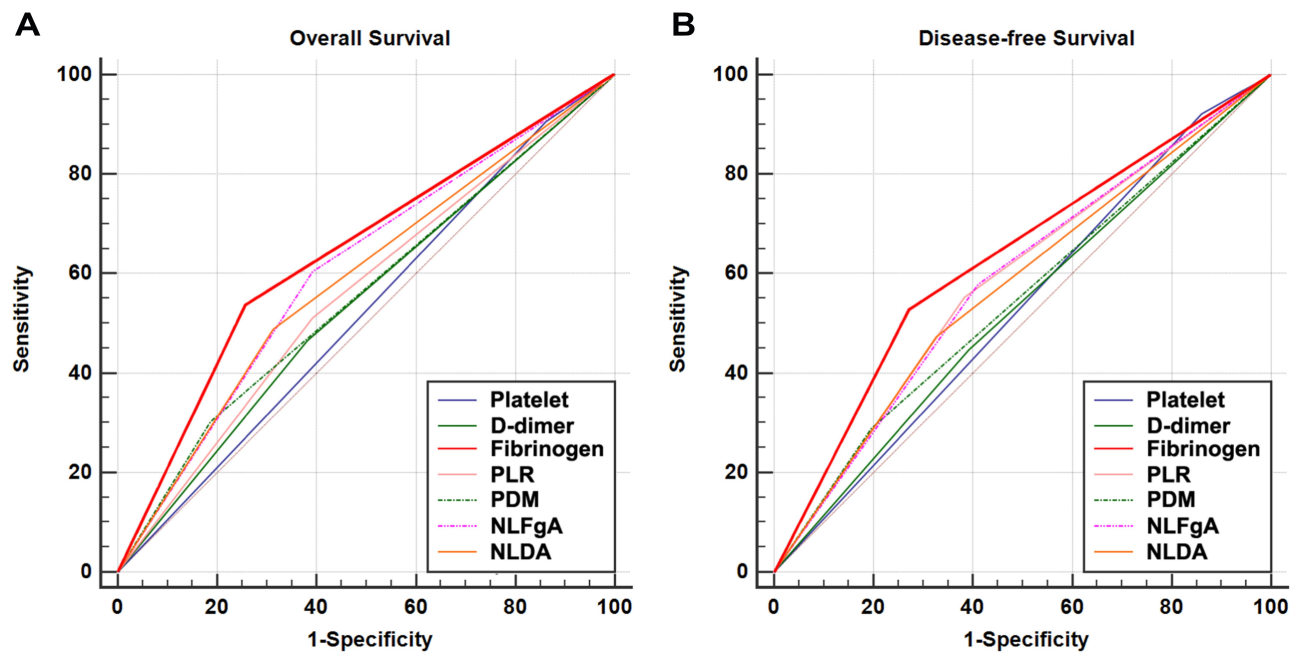 A
Overall Survival
100
80
60
40
20
0
Sensitivity
Platelet
D-dimer
Fibrinogen
PLR
PDM
NLFgA
NLDA
0 20 40 60 80 100
1-Specificity
B
Disease-free Survival
100
80
60
40
20
0
Sensitivity
Platelet
D-dimer
Fibrinogen
PLR
PDM
NLFgA
NLDA
0 20 40 60 80 100
1-Specificity